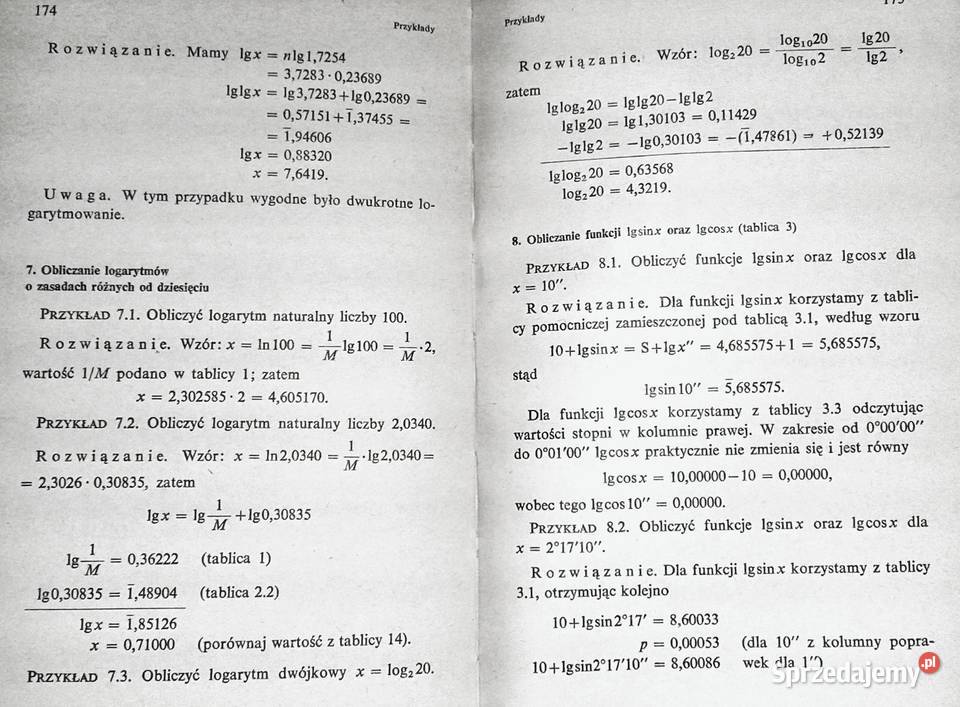 174
Przykłady
Rozwiązanie. Mamy lgx = nlg1,7254
= 3,7283·0,23689
lglgx = lg3,7283+lg0,23689 =
= 0,57151+1̄,37455 =
= 1̄,94606
lgx = 0,88320
x = 7,6419.
Uwaga. W tym przypadku wygodne było dwukrotne lo-
garytmowanie.
7. Obliczanie logarytmów
o zasadach różnych od dziesięciu
PRZYKŁAD 7.1. Obliczyć logarytm naturalny liczby 100.
Rozwiązanie. Wzór: x = ln100 = 1/M lg100 = 1/M ·2,
wartość 1/M podano w tablicy 1; zatem
x = 2,302585·2 = 4,605170.
PRZYKŁAD 7.2. Obliczyć logarytm naturalny liczby 2,0340.
Rozwiązanie. Wzór: x = ln2,0340 = 1/M ·lg2,0340=
= 2,3026·0,30835, zatem
lgx = lg 1/M +lg0,30835
lg 1/M = 0,36222 (tablica 1)
lg0,30835 = 1̄,48904 (tablica 2.2)
lgx = 1̄,85126
x = 0,71000 (porównaj wartość z tablicy 14).
PRZYKŁAD 7.3. Obliczyć logarytm dwójkowy x = log₂20.
Przykłady
Rozwiązanie. Wzór: log₂20 = log₁₀20/log₁₀2 = lg20/lg2,
zatem
lglog₂20 = lglg20−lglg2
lglg20 = lg1,30103 = 0,11429
−lglg2 = −lg0,30103 = −(1̄,47861) = +0,52139
lglog₂20 = 0,63568
log₂20 = 4,3219.
8. Obliczanie funkcji lgsinx oraz lgcosx (tablica 3)
PRZYKŁAD 8.1. Obliczyć funkcje lgsinx oraz lgcosx dla
x = 10″.
Rozwiązanie. Dla funkcji lgsinx korzystamy z tabli-
cy pomocniczej zamieszczonej pod tablicą 3.1, według wzoru
10+lgsinx = S+lgx″ = 4,685575+1 = 5,685575,
stąd
lgsin10″ = 5̄,685575.
Dla funkcji lgcosx korzystamy z tablicy 3.3 odczytując
wartości stopni w kolumnie prawej. W zakresie od 0°00′00″
do 0°01′00″ lgcosx praktycznie nie zmienia się i jest równy
lgcosx = 10,00000−10 = 0,00000,
wobec tego lgcos10″ = 0,00000.
PRZYKŁAD 8.2. Obliczyć funkcje lgsinx oraz lgcosx dla
x = 2°17′10″.
Rozwiązanie. Dla funkcji lgsinx korzystamy z tablicy
3.1, otrzymując kolejno
10+lgsin2°17′ = 8,60033
p = 0,00053 (dla 10″ z kolumny popra-
10+lgsin2°17′10″ = 8,60086 wek dla 1″)
Sprzedajemy.pl